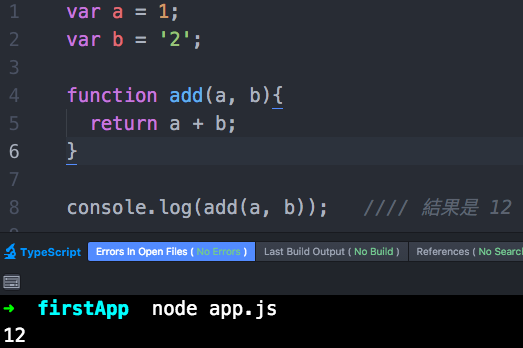 1 var a = 1;
2 var b = '2';
3
4 function add(a, b){
5 return a + b;
6 }
7
8 console.log(add(a, b)); //// 結果是 12
TypeScript Errors In Open Files ( No Errors ) Last Build Output ( No Build ) References ( No Search
➜ firstApp node app.js
12